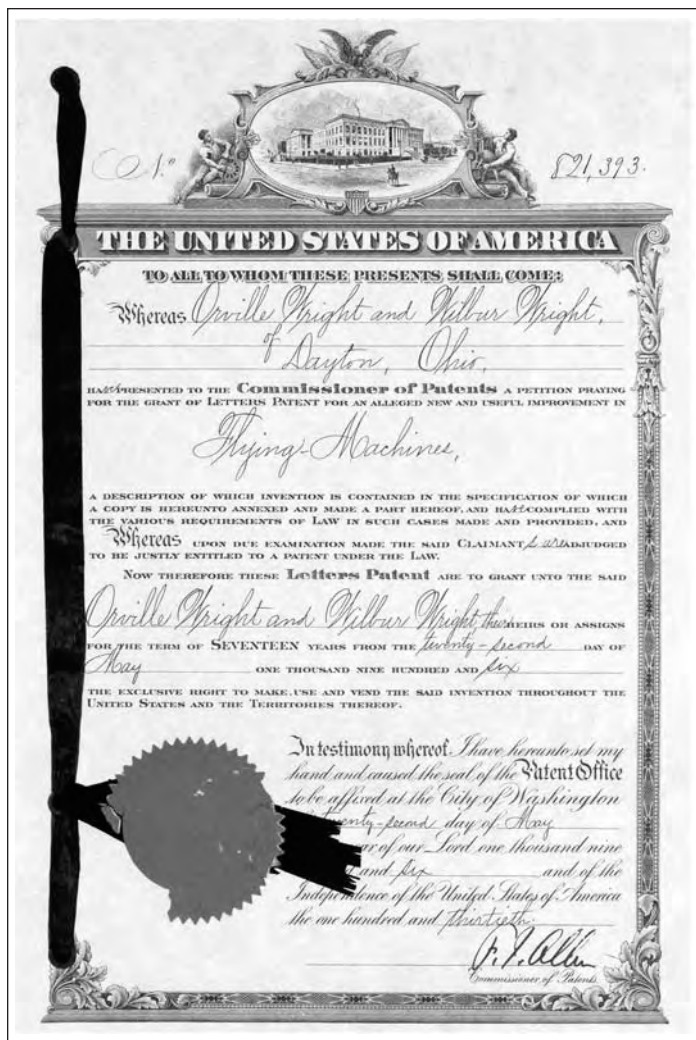 No.
821,393.
THE UNITED STATES OF AMERICA
TO ALL TO WHOM THESE PRESENTS SHALL COME:
Whereas Orville Wright and Wilbur Wright,
of
Dayton, Ohio,
HAVE PRESENTED TO THE Commissioner of Patents A PETITION PRAYING
FOR THE GRANT OF LETTERS PATENT FOR AN ALLEGED NEW AND USEFUL IMPROVEMENT IN
Flying-Machines,
A DESCRIPTION OF WHICH INVENTION IS CONTAINED IN THE SPECIFICATION OF WHICH
A COPY IS HEREUNTO ANNEXED AND MADE A PART HEREOF, AND HAVE COMPLIED WITH
THE VARIOUS REQUIREMENTS OF LAW IN SUCH CASES MADE AND PROVIDED, AND
Whereas UPON DUE EXAMINATION MADE THE SAID CLAIMANTS are ADJUDGED
TO BE JUSTLY ENTITLED TO A PATENT UNDER THE LAW.
NOW THEREFORE THESE Letters Patent ARE TO GRANT UNTO THE SAID
Orville Wright and Wilbur Wright, their HEIRS OR ASSIGNS
FOR THE TERM OF SEVENTEEN YEARS FROM THE twenty-second DAY OF
May ONE THOUSAND NINE HUNDRED AND six
THE EXCLUSIVE RIGHT TO MAKE, USE AND VEND THE SAID INVENTION THROUGHOUT THE
UNITED STATES AND THE TERRITORIES THEREOF.
In testimony whereof I have hereunto set my
hand and caused the seal of the Patent Office
to be affixed at the City of Washington
twenty-second day of May
of our Lord one thousand nine
and six and of the
Independence of the United States of America
the one hundred and thirtieth.
F. I. Allen
Commissioner of Patents.